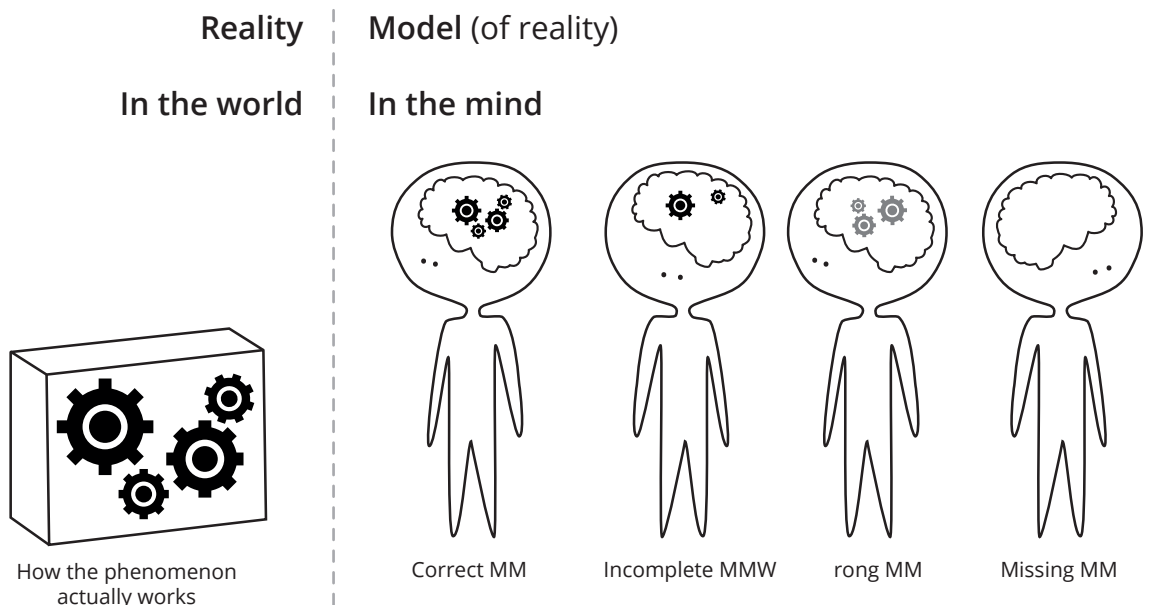 Reality
Model (of reality)
In the world
In the mind
Correct MM
Incomplete MMW
rong MM
Missing MM
How the phenomenon
actually works